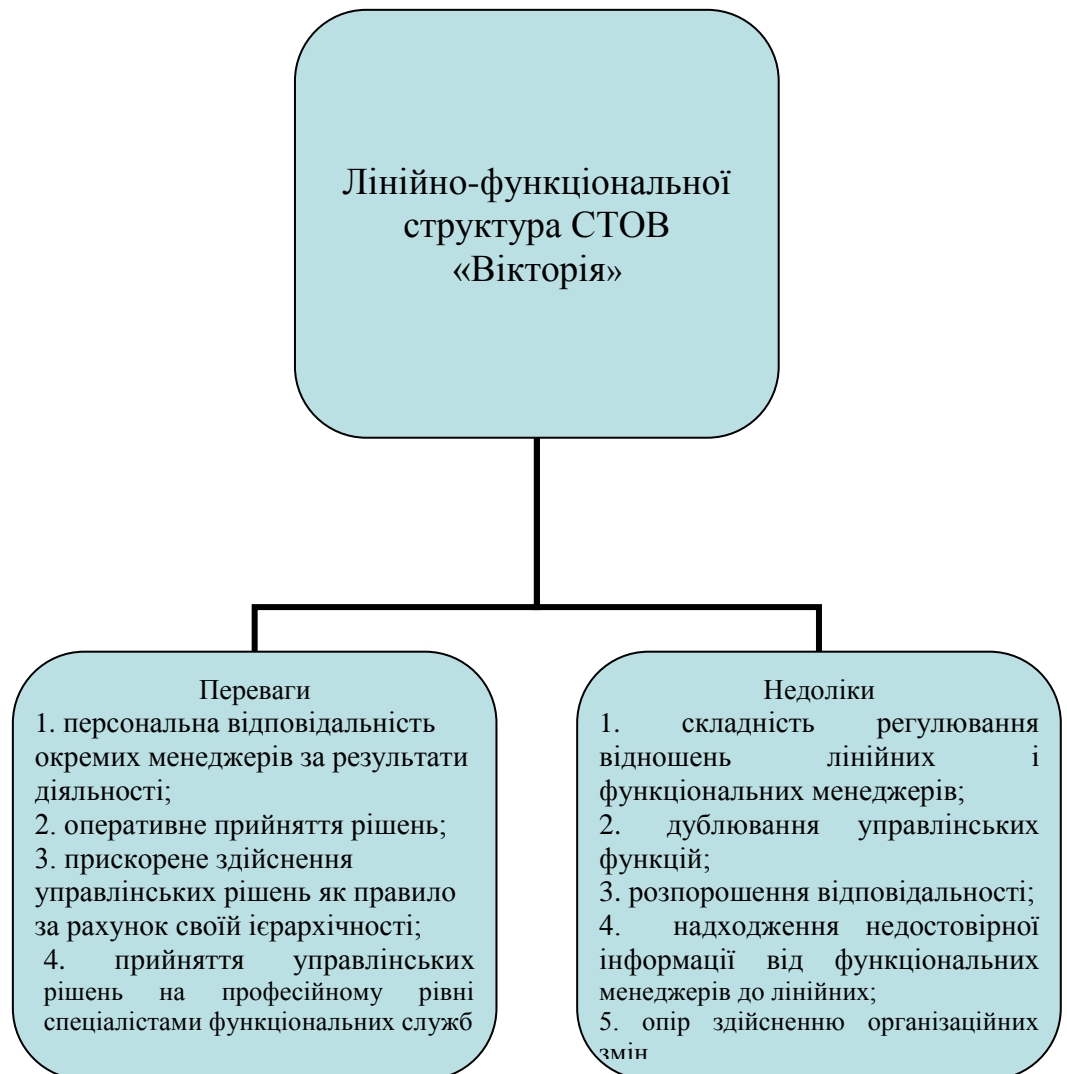 Лінійно-функціональної
структура СТОВ
«Вікторія»
Переваги
1. персональна відповідальність
окремих менеджерів за результати
діяльності;
2. оперативне прийняття рішень;
3. прискорене здійснення
управлінських рішень як правило
за рахунок своїй ієрархічності;
4. прийняття управлінських
рішень на професійному рівні
спеціалістами функціональних служб
Недоліки
1. складність регулювання
відношень лінійних і
функціональних менеджерів;
2. дублювання управлінських
функцій;
3. розпорошення відповідальності;
4. надходження недостовірної
інформації від функціональних
менеджерів до лінійних;
5. опір здійсненню організаційних
змін